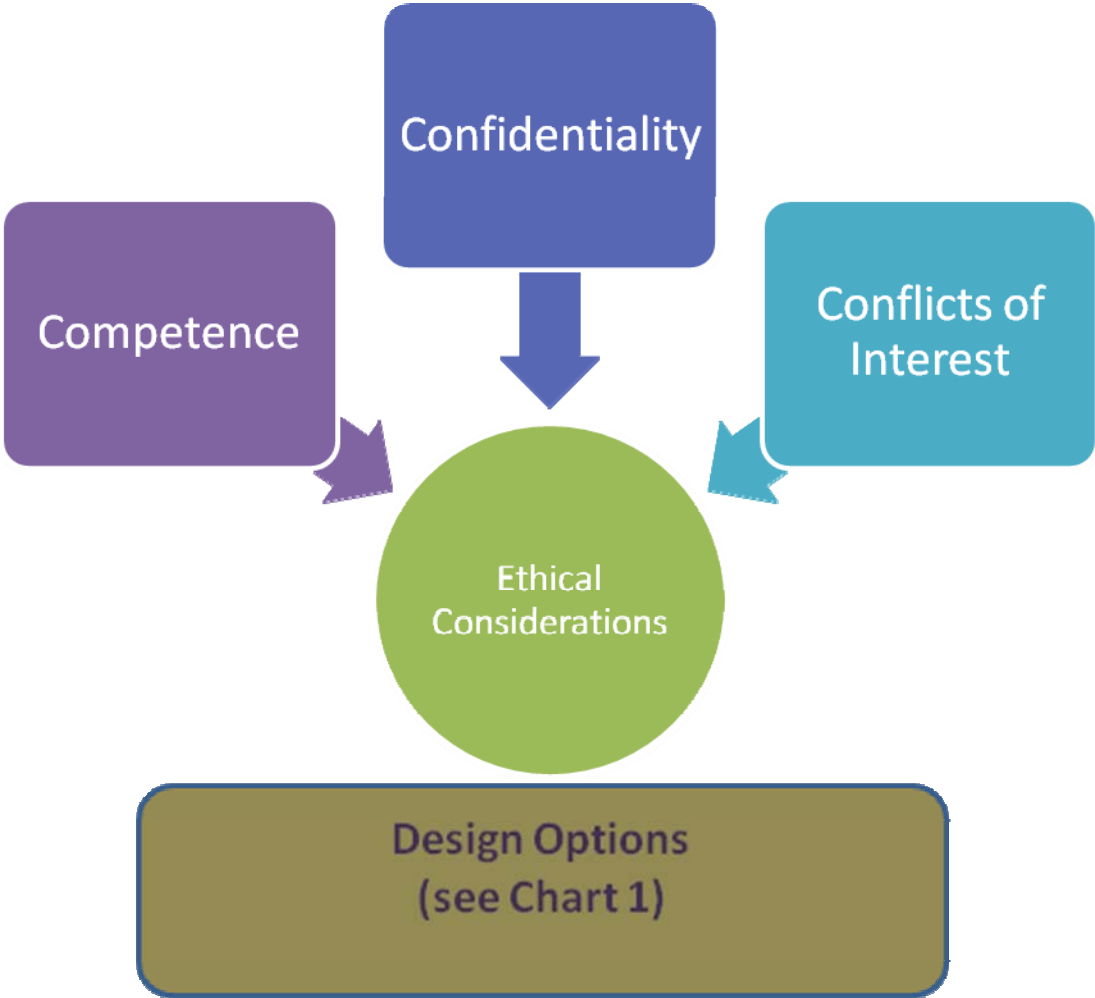 Confidentiality
Competence
Conflicts of
Interest
Ethical
Considerations
Design Options
(see Chart 1)